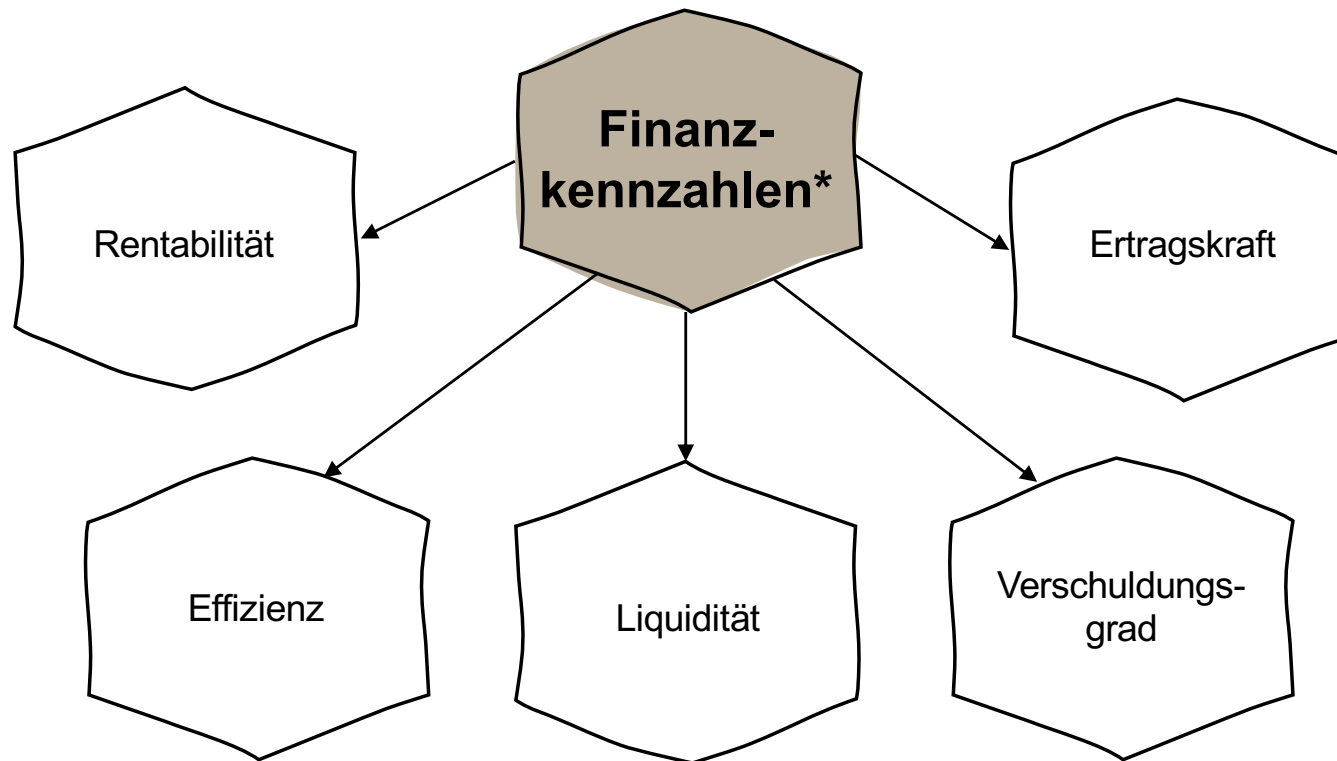 Finanz-
kennzahlen*
Rentabilität
Ertragskraft
Effizienz
Liquidität
Verschuldungs-
grad